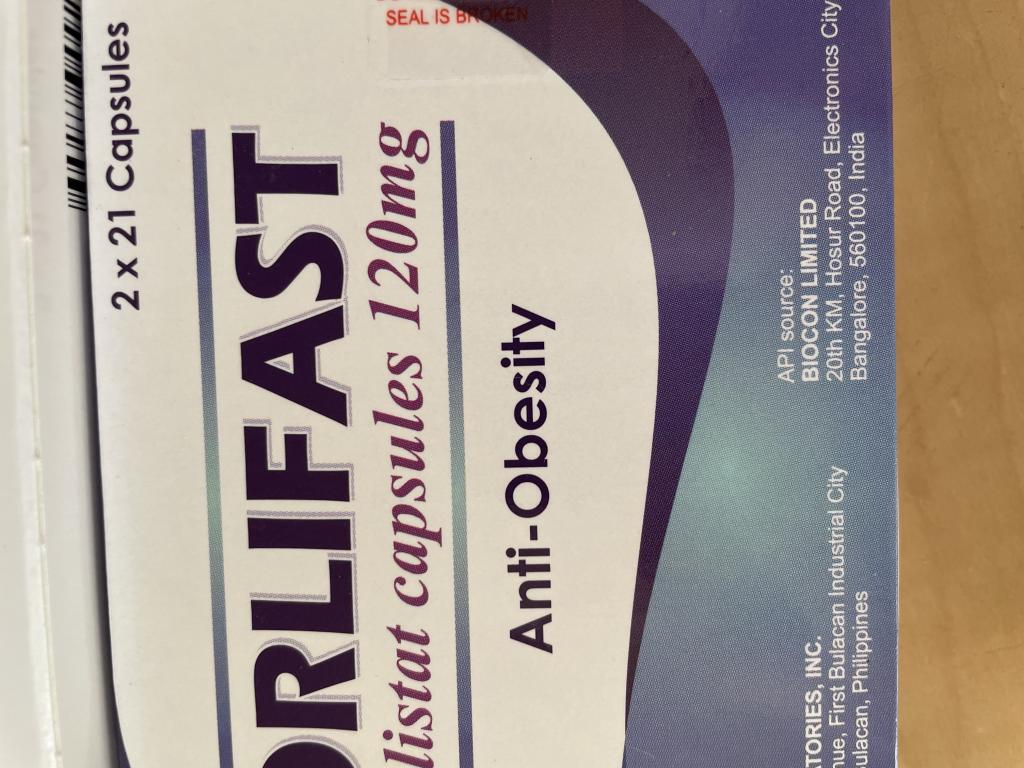 SEAL IS BROKEN
2 x 21 Capsules
ORLIFAST
listat capsules 120mg
Anti-Obesity
API source:
BIOCON LIMITED
20th KM, Hosur Road, Electronics City
Bangalore, 560100, India
TORIES, INC.
nue, First Bulacan Industrial City
ulacan, Philippines